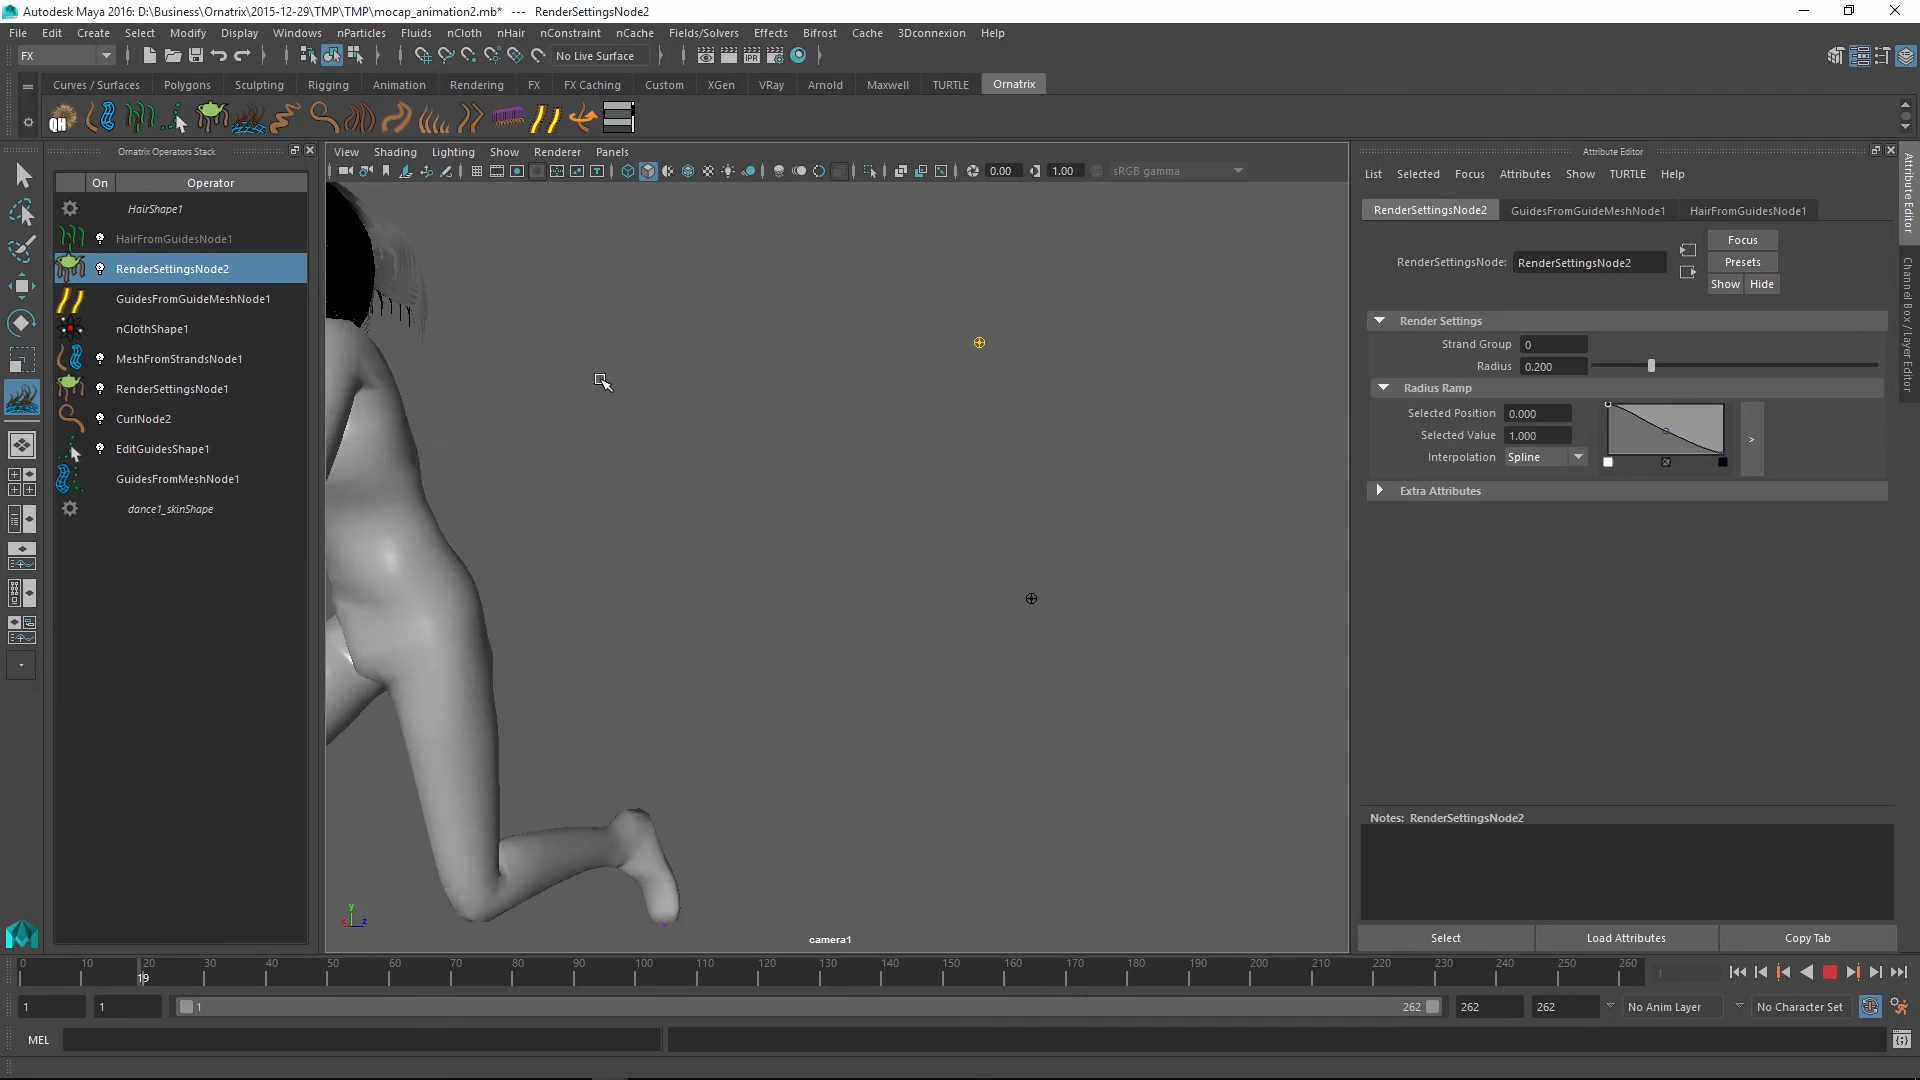 Autodesk Maya 2016: D:\Business\Ornatrix\2015-12-29\TMP\TMP\mocap_animation2.mb* --- RenderSettingsNode2
File Edit Create Select Modify Display Windows nParticles Fluids nCloth nHair nConstraint nCache Fields/Solvers Effects Bifrost Cache 3Dconnexion Help
FX No Live Surface
Curves / Surfaces Polygons Sculpting Rigging Animation Rendering FX FX Caching Custom XGen VRay Arnold Maxwell TURTLE Ornatrix
QH
Ornatrix Operators Stack
On Operator
HairShape1
HairFromGuidesNode1
RenderSettingsNode2
GuidesFromGuideMeshNode1
nClothShape1
MeshFromStrandsNode1
RenderSettingsNode1
CurlNode2
EditGuidesShape1
GuidesFromMeshNode1
dance1_skinShape
View Shading Lighting Show Renderer Panels
0.00 1.00 sRGB gamma
y
x z
camera1
Attribute Editor
List Selected Focus Attributes Show TURTLE Help
RenderSettingsNode2 GuidesFromGuideMeshNode1 HairFromGuidesNode1
RenderSettingsNode: RenderSettingsNode2
Focus
Presets
Show Hide
Render Settings
Strand Group 0
Radius 0.200
Radius Ramp
Selected Position 0.000
Selected Value 1.000
Interpolation Spline
>
Extra Attributes
Notes: RenderSettingsNode2
Select Load Attributes Copy Tab
Attribute Editor
Channel Box / Layer Editor
0 10 20 30 40 50 60 70 80 90 100 110 120 130 140 150 160 170 180 190 200 210 220 230 240 250 260
19
1
1 1 1 262 262 262 No Anim Layer No Character Set
MEL